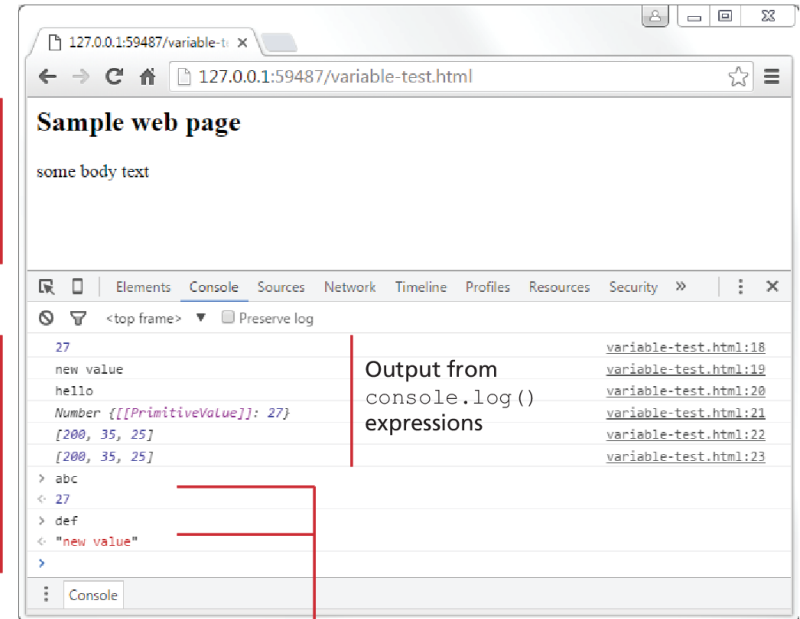 127.0.0.1:59487/variable-t
127.0.0.1:59487/variable-test.html
Sample web page
some body text
Elements Console Sources Network Timeline Profiles Resources Security »
<top frame> ▼ Preserve log
27 variable-test.html:18
new value variable-test.html:19
hello variable-test.html:20
Number {[[PrimitiveValue]]: 27} variable-test.html:21
[200, 35, 25] variable-test.html:22
[200, 35, 25] variable-test.html:23
Output from
console.log()
expressions
> abc
<· 27
> def
<· "new value"
>
Console